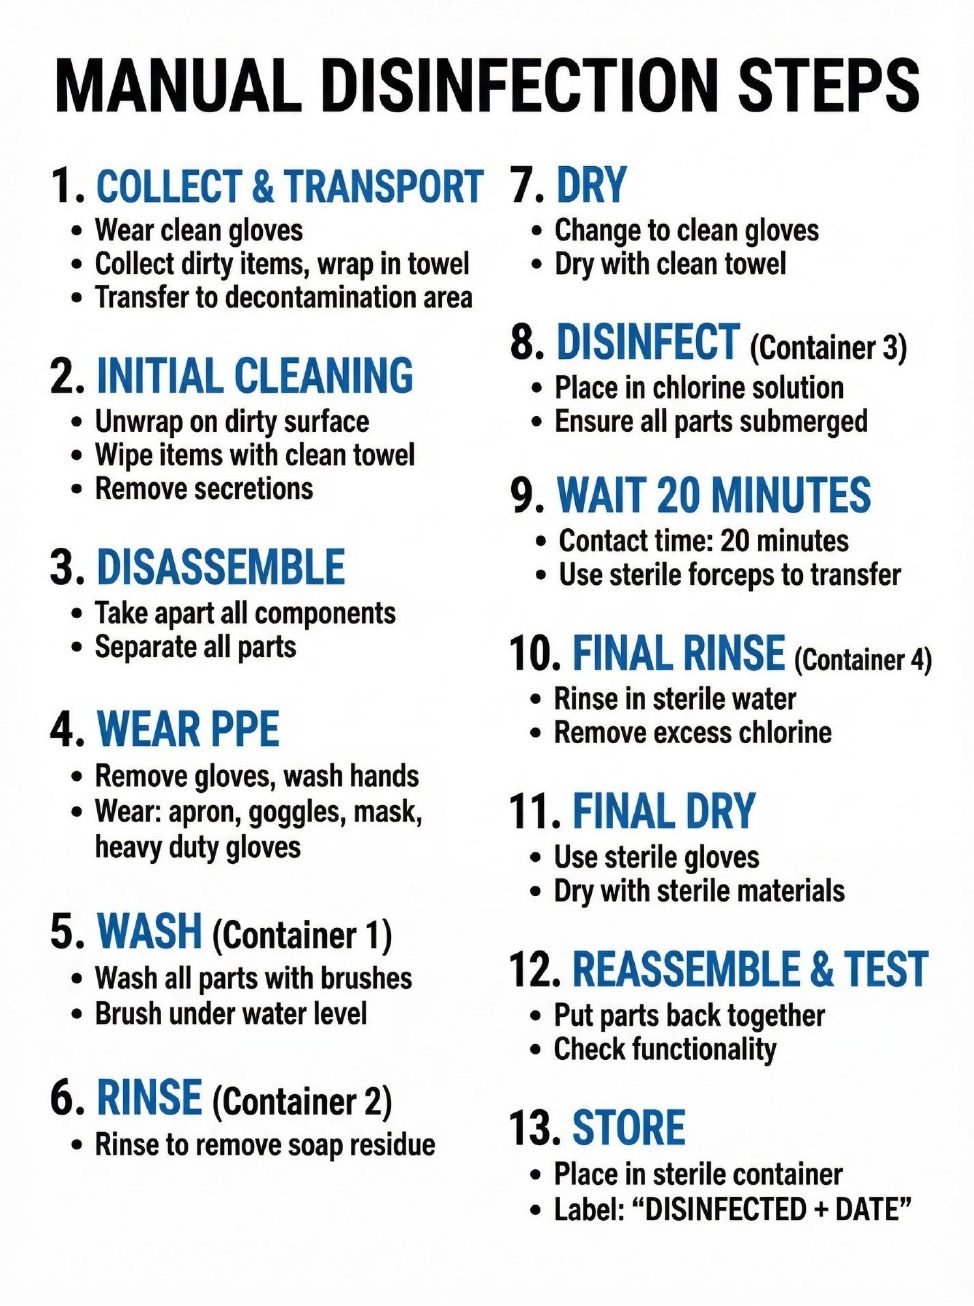 MANUAL DISINFECTION STEPS
1. COLLECT & TRANSPORT
• Wear clean gloves
• Collect dirty items, wrap in towel
• Transfer to decontamination area
2. INITIAL CLEANING
• Unwrap on dirty surface
• Wipe items with clean towel
• Remove secretions
3. DISASSEMBLE
• Take apart all components
• Separate all parts
4. WEAR PPE
• Remove gloves, wash hands
• Wear: apron, goggles, mask,
heavy duty gloves
5. WASH (Container 1)
• Wash all parts with brushes
• Brush under water level
6. RINSE (Container 2)
• Rinse to remove soap residue
7. DRY
• Change to clean gloves
• Dry with clean towel
8. DISINFECT (Container 3)
• Place in chlorine solution
• Ensure all parts submerged
9. WAIT 20 MINUTES
• Contact time: 20 minutes
• Use sterile forceps to transfer
10. FINAL RINSE (Container 4)
• Rinse in sterile water
• Remove excess chlorine
11. FINAL DRY
• Use sterile gloves
• Dry with sterile materials
12. REASSEMBLE & TEST
• Put parts back together
• Check functionality
13. STORE
• Place in sterile container
• Label: “DISINFECTED + DATE”